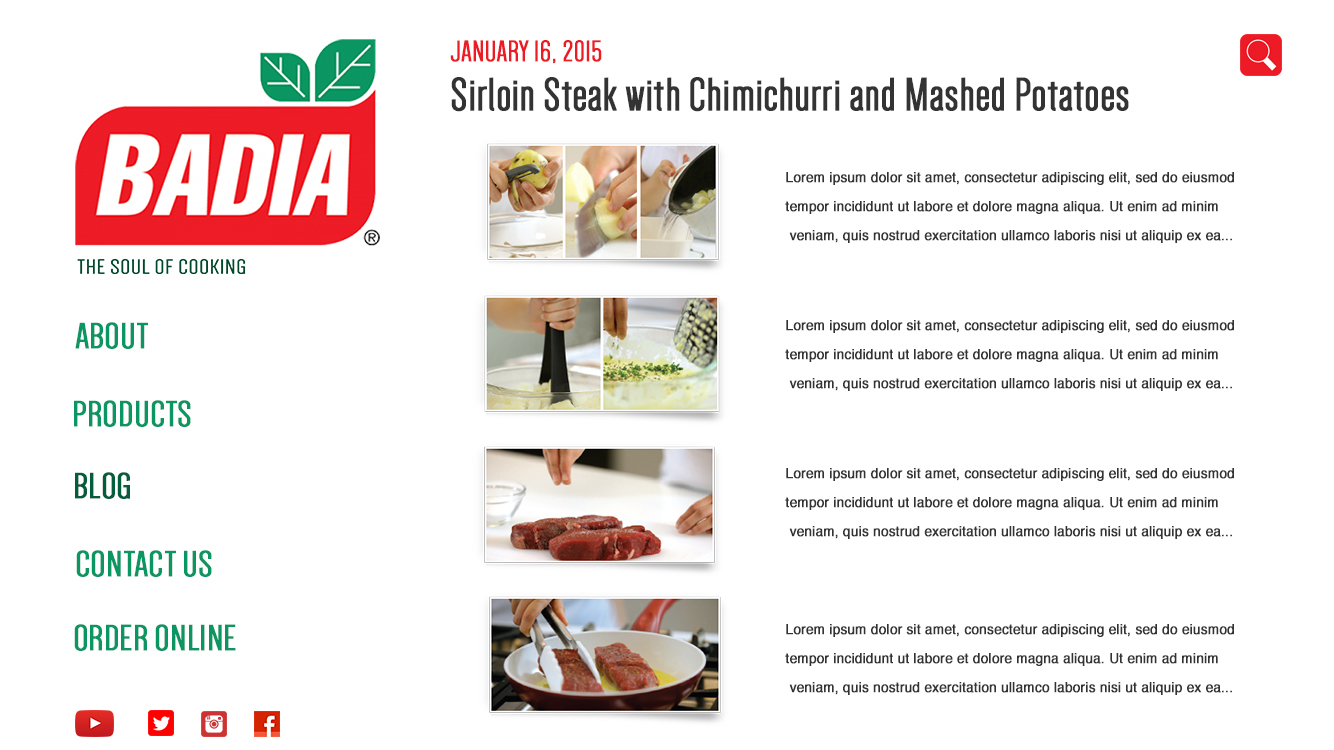 BADIA
®
THE SOUL OF COOKING
ABOUT
PRODUCTS
BLOG
CONTACT US
ORDER ONLINE
JANUARY 16, 2015
Sirloin Steak with Chimichurri and Mashed Potatoes
Lorem ipsum dolor sit amet, consectetur adipiscing elit, sed do eiusmod
tempor incididunt ut labore et dolore magna aliqua. Ut enim ad minim
veniam, quis nostrud exercitation ullamco laboris nisi ut aliquip ex ea...
Lorem ipsum dolor sit amet, consectetur adipiscing elit, sed do eiusmod
tempor incididunt ut labore et dolore magna aliqua. Ut enim ad minim
veniam, quis nostrud exercitation ullamco laboris nisi ut aliquip ex ea...
Lorem ipsum dolor sit amet, consectetur adipiscing elit, sed do eiusmod
tempor incididunt ut labore et dolore magna aliqua. Ut enim ad minim
veniam, quis nostrud exercitation ullamco laboris nisi ut aliquip ex ea...
Lorem ipsum dolor sit amet, consectetur adipiscing elit, sed do eiusmod
tempor incididunt ut labore et dolore magna aliqua. Ut enim ad minim
veniam, quis nostrud exercitation ullamco laboris nisi ut aliquip ex ea...